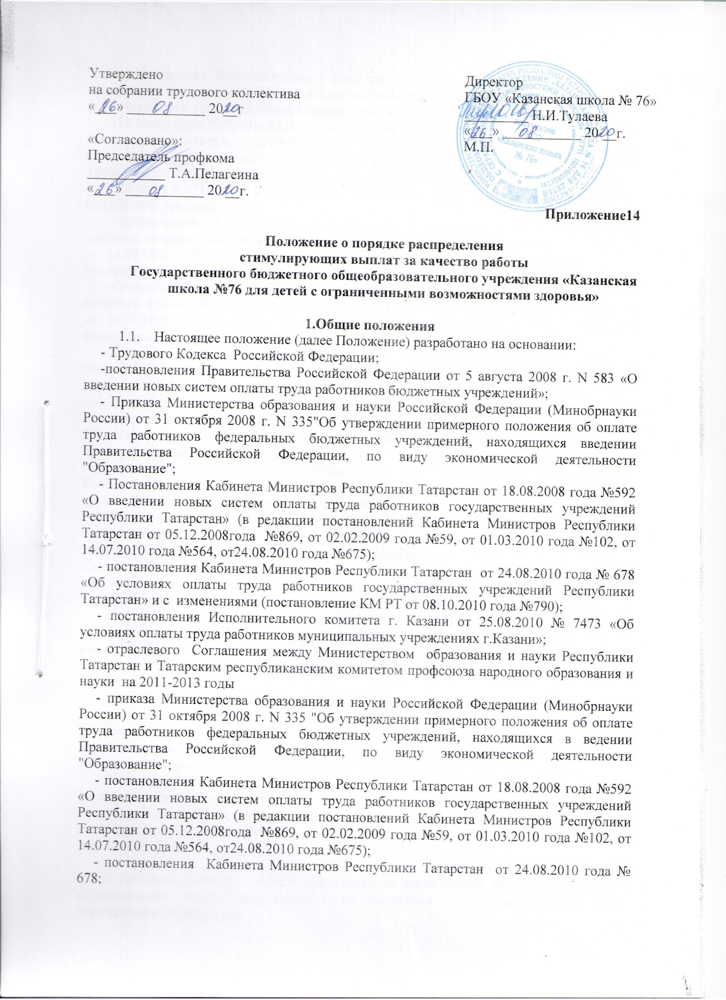 Утверждено
на собрании трудового коллектива
«_26_» ____08____ 2020г
«Согласовано»:
Председатель профкома
___________ Т.А.Пелагеина
«_26_» ____08____ 2020г.
Директор
ГБОУ «Казанская школа № 76»
_________ Н.И.Тулаева
«_26_» ____08____ 2020г.
М.П.
документов
«Казанская школа
№ 76»
Приложение14
Положение о порядке распределения
стимулирующих выплат за качество работы
Государственного бюджетного общеобразовательного учреждения «Казанская
школа №76 для детей с ограниченными возможностями здоровья»
1.Общие положения
1.1. Настоящее положение (далее Положение) разработано на основании:
- Трудового Кодекса Российской Федерации;
-постановления Правительства Российской Федерации от 5 августа 2008 г. N 583 «О
введении новых систем оплаты труда работников бюджетных учреждений»;
- Приказа Министерства образования и науки Российской Федерации (Минобрнауки
России) от 31 октября 2008 г. N 335"Об утверждении примерного положения об оплате
труда работников федеральных бюджетных учреждений, находящихся введении
Правительства Российской Федерации, по виду экономической деятельности
"Образование";
- Постановления Кабинета Министров Республики Татарстан от 18.08.2008 года №592
«О введении новых систем оплаты труда работников государственных учреждений
Республики Татарстан» (в редакции постановлений Кабинета Министров Республики
Татарстан от 05.12.2008года №869, от 02.02.2009 года №59, от 01.03.2010 года №102, от
14.07.2010 года №564, от24.08.2010 года №675);
- постановления Кабинета Министров Республики Татарстан от 24.08.2010 года № 678
«Об условиях оплаты труда работников государственных учреждений Республики
Татарстан» и с изменениями (постановление КМ РТ от 08.10.2010 года №790);
- постановления Исполнительного комитета г. Казани от 25.08.2010 № 7473 «Об
условиях оплаты труда работников муниципальных учреждениях г.Казани»;
- отраслевого Соглашения между Министерством образования и науки Республики
Татарстан и Татарским республиканским комитетом профсоюза народного образования и
науки на 2011-2013 годы
- приказа Министерства образования и науки Российской Федерации (Минобрнауки
России) от 31 октября 2008 г. N 335 "Об утверждении примерного положения об оплате
труда работников федеральных бюджетных учреждений, находящихся в ведении
Правительства Российской Федерации, по виду экономической деятельности
"Образование";
- постановления Кабинета Министров Республики Татарстан от 18.08.2008 года №592
«О введении новых систем оплаты труда работников государственных учреждений
Республики Татарстан» (в редакции постановлений Кабинета Министров Республики
Татарстан от 05.12.2008года №869, от 02.02.2009 года №59, от 01.03.2010 года №102, от
14.07.2010 года №564, от24.08.2010 года №675);
- постановления Кабинета Министров Республики Татарстан от 24.08.2010 года №
678;